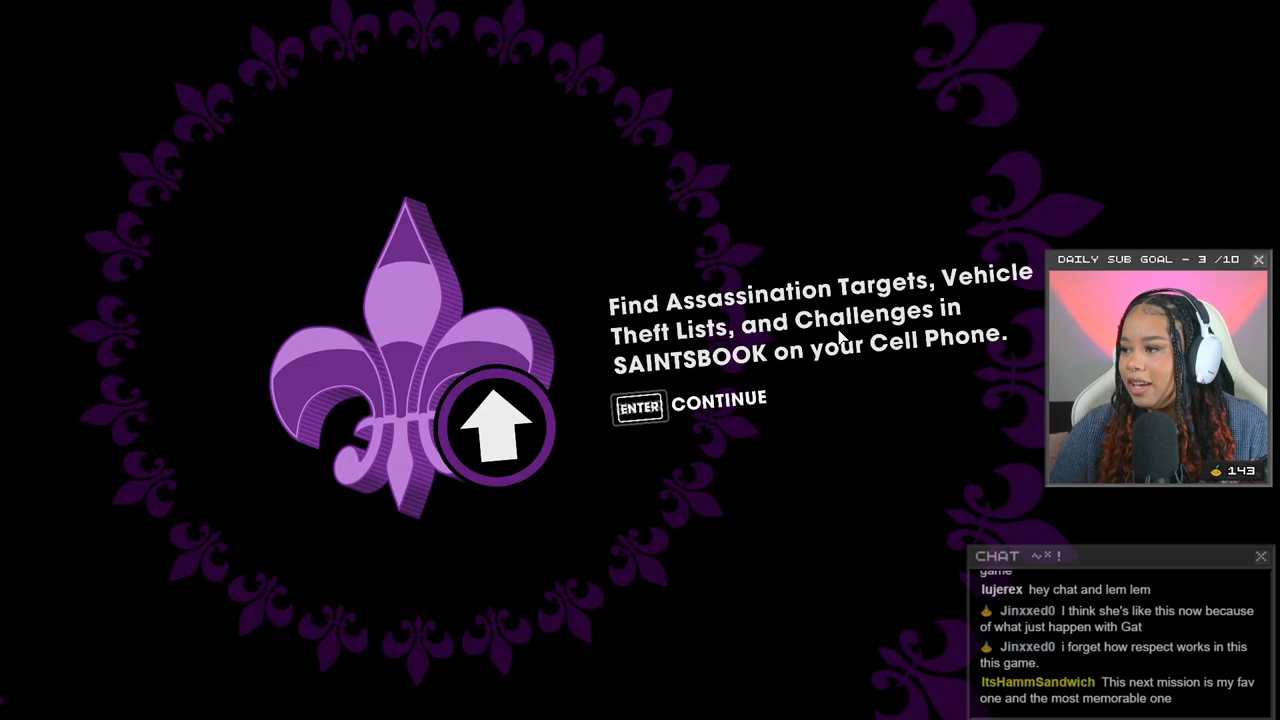 Find Assassination Targets, Vehicle
Theft Lists, and Challenges in
SAINTSBOOK on your Cell Phone.
ENTER CONTINUE
DAILY SUB GOAL - 3 /10
143
CHAT ~*!
game
lujerex hey chat and lem lem
Jinxxed0 I think she's like this now because
of what just happen with Gat
Jinxxed0 i forget how respect works in this
this game.
ItsHammSandwich This next mission is my fav
one and the most memorable one